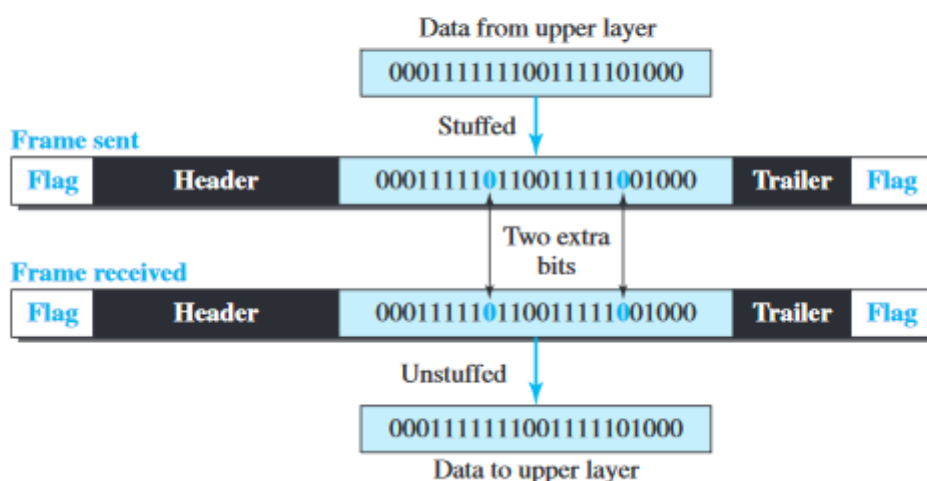 Data from upper layer
0001111111001111101000
Stuffed
Frame sent
Flag Header 000111110110011111001000 Trailer Flag
Two extra
bits
Frame received
Flag Header 000111110110011111001000 Trailer Flag
Unstuffed
0001111111001111101000
Data to upper layer